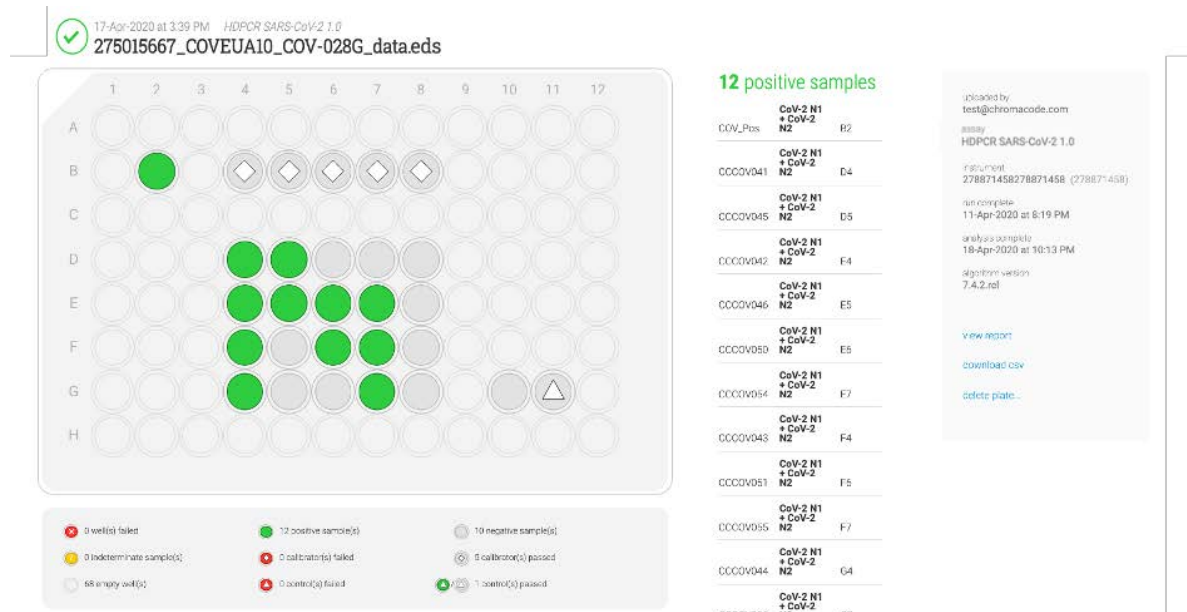 17-Apr-2020 at 3:39 PM HDPCR SARS-CoV-2 1.0
275015667_COVEUA10_COV-028G_data.eds
1 2 3 4 5 6 7 8 9 10 11 12
A
B
C
D
E
F
G
H
0 well(s) failed
12 positive sample(s)
10 negative sample(s)
0 indeterminate sample(s)
0 calibrator(s) failed
5 calibrator(s) passed
68 empty well(s)
0 control(s) failed
1 control(s) passed
12 positive samples
COV_Pos CoV-2 N1 + CoV-2 N2 B2
CCCOV041 CoV-2 N1 + CoV-2 N2 D4
CCCOV045 CoV-2 N1 + CoV-2 N2 D5
CCCOV042 CoV-2 N1 + CoV-2 N2 E4
CCCOV046 CoV-2 N1 + CoV-2 N2 E5
CCCOV050 CoV-2 N1 + CoV-2 N2 E6
CCCOV054 CoV-2 N1 + CoV-2 N2 E7
CCCOV043 CoV-2 N1 + CoV-2 N2 F4
CCCOV051 CoV-2 N1 + CoV-2 N2 F6
CCCOV055 CoV-2 N1 + CoV-2 N2 F7
CCCOV044 CoV-2 N1 + CoV-2 N2 G4
CoV-2 N1
+ CoV-2
uploaded by
test@chromacode.com
assay
HDPCR SARS-CoV-2 1.0
instrument
278871458278871458 (278871458)
run complete
11-Apr-2020 at 8:19 PM
analysis complete
18-Apr-2020 at 10:13 PM
algorithm version
7.4.2.rel
view report
download csv
delete plate...